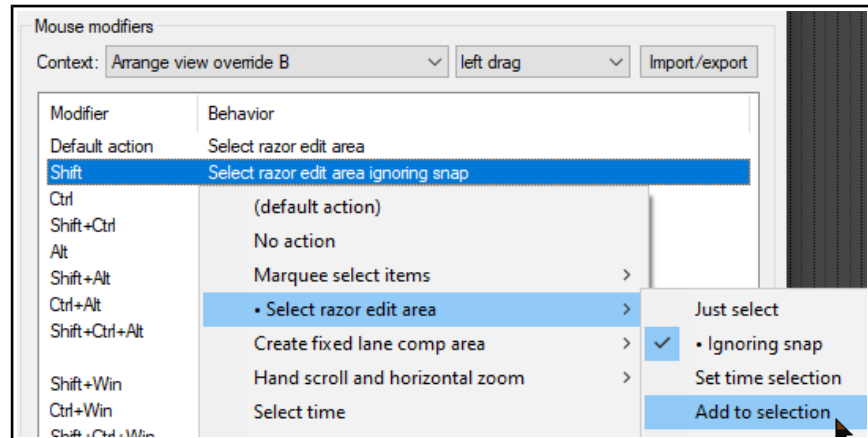 Mouse modifiers
Context: Arrange view override B left drag Import/export
Modifier Behavior
Default action Select razor edit area
Shift Select razor edit area ignoring snap
Ctrl (default action)
Shift+Ctrl
Alt No action
Shift+Alt Marquee select items
Ctrl+Alt • Select razor edit area Just select
Shift+Ctrl+Alt Create fixed lane comp area • Ignoring snap
Shift+Win Hand scroll and horizontal zoom Set time selection
Ctrl+Win Select time Add to selection
Shift+Ctrl+Win